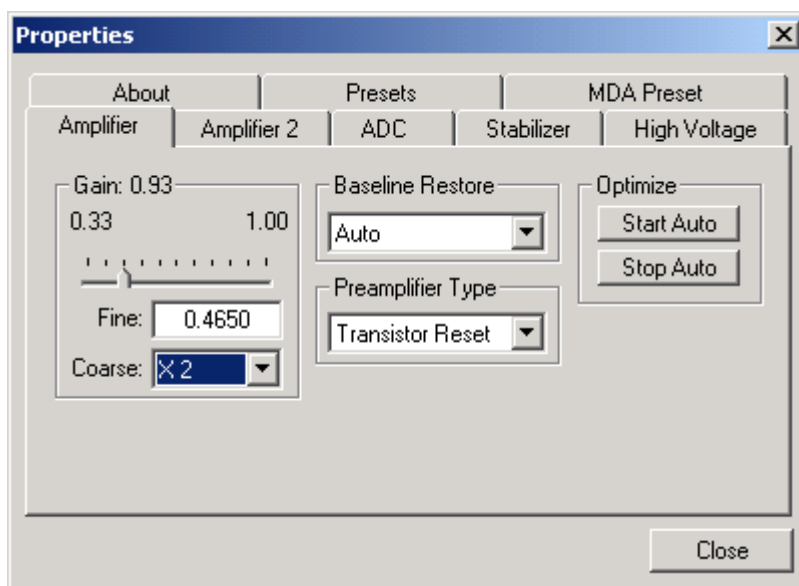 Properties
About Presets MDA Preset
Amplifier Amplifier 2 ADC Stabilizer High Voltage
Gain: 0.93
0.33 1.00
Fine: 0.4650
Coarse: X 2
Baseline Restore
Auto
Preamplifier Type
Transistor Reset
Optimize
Start Auto
Stop Auto
Close